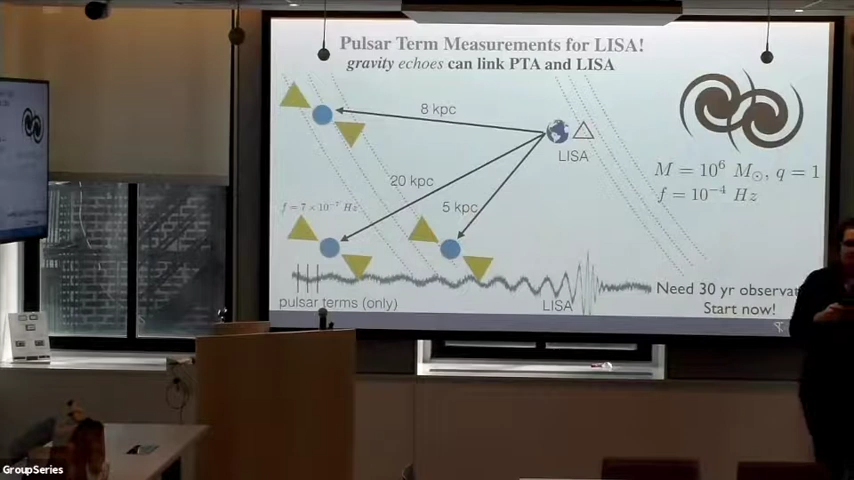 Pulsar Term Measurements for LISA!
gravity echoes can link PTA and LISA
8 kpc
LISA
M = 10⁶ M☉, q = 1
f = 10⁻⁴ Hz
20 kpc
5 kpc
f = 7 × 10⁻⁷ Hz
pulsar terms (only)
LISA
Need 30 yr observat
Start now!
GroupSeries